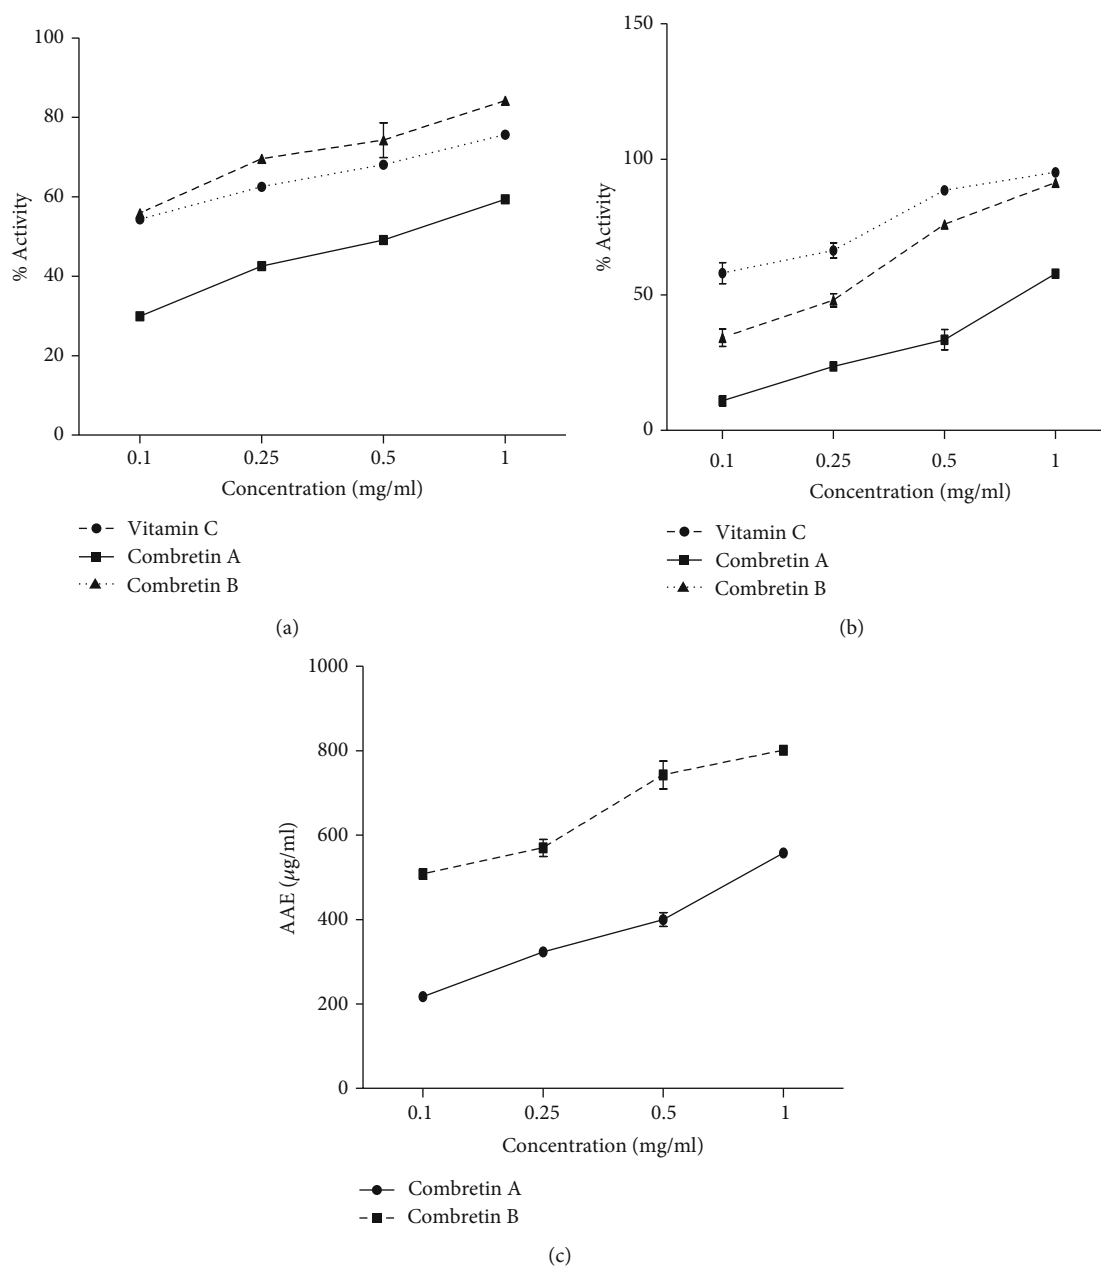 100
80
60
40
20
0
% Activity
0.1 0.25 0.5 1
Concentration (mg/ml)
Vitamin C
Combretin A
Combretin B
(a)
150
100
50
0
% Activity
0.1 0.25 0.5 1
Concentration (mg/ml)
Vitamin C
Combretin A
Combretin B
(b)
1000
800
600
400
200
0
AAE (μg/ml)
0.1 0.25 0.5 1
Concentration (mg/ml)
Combretin A
Combretin B
(c)